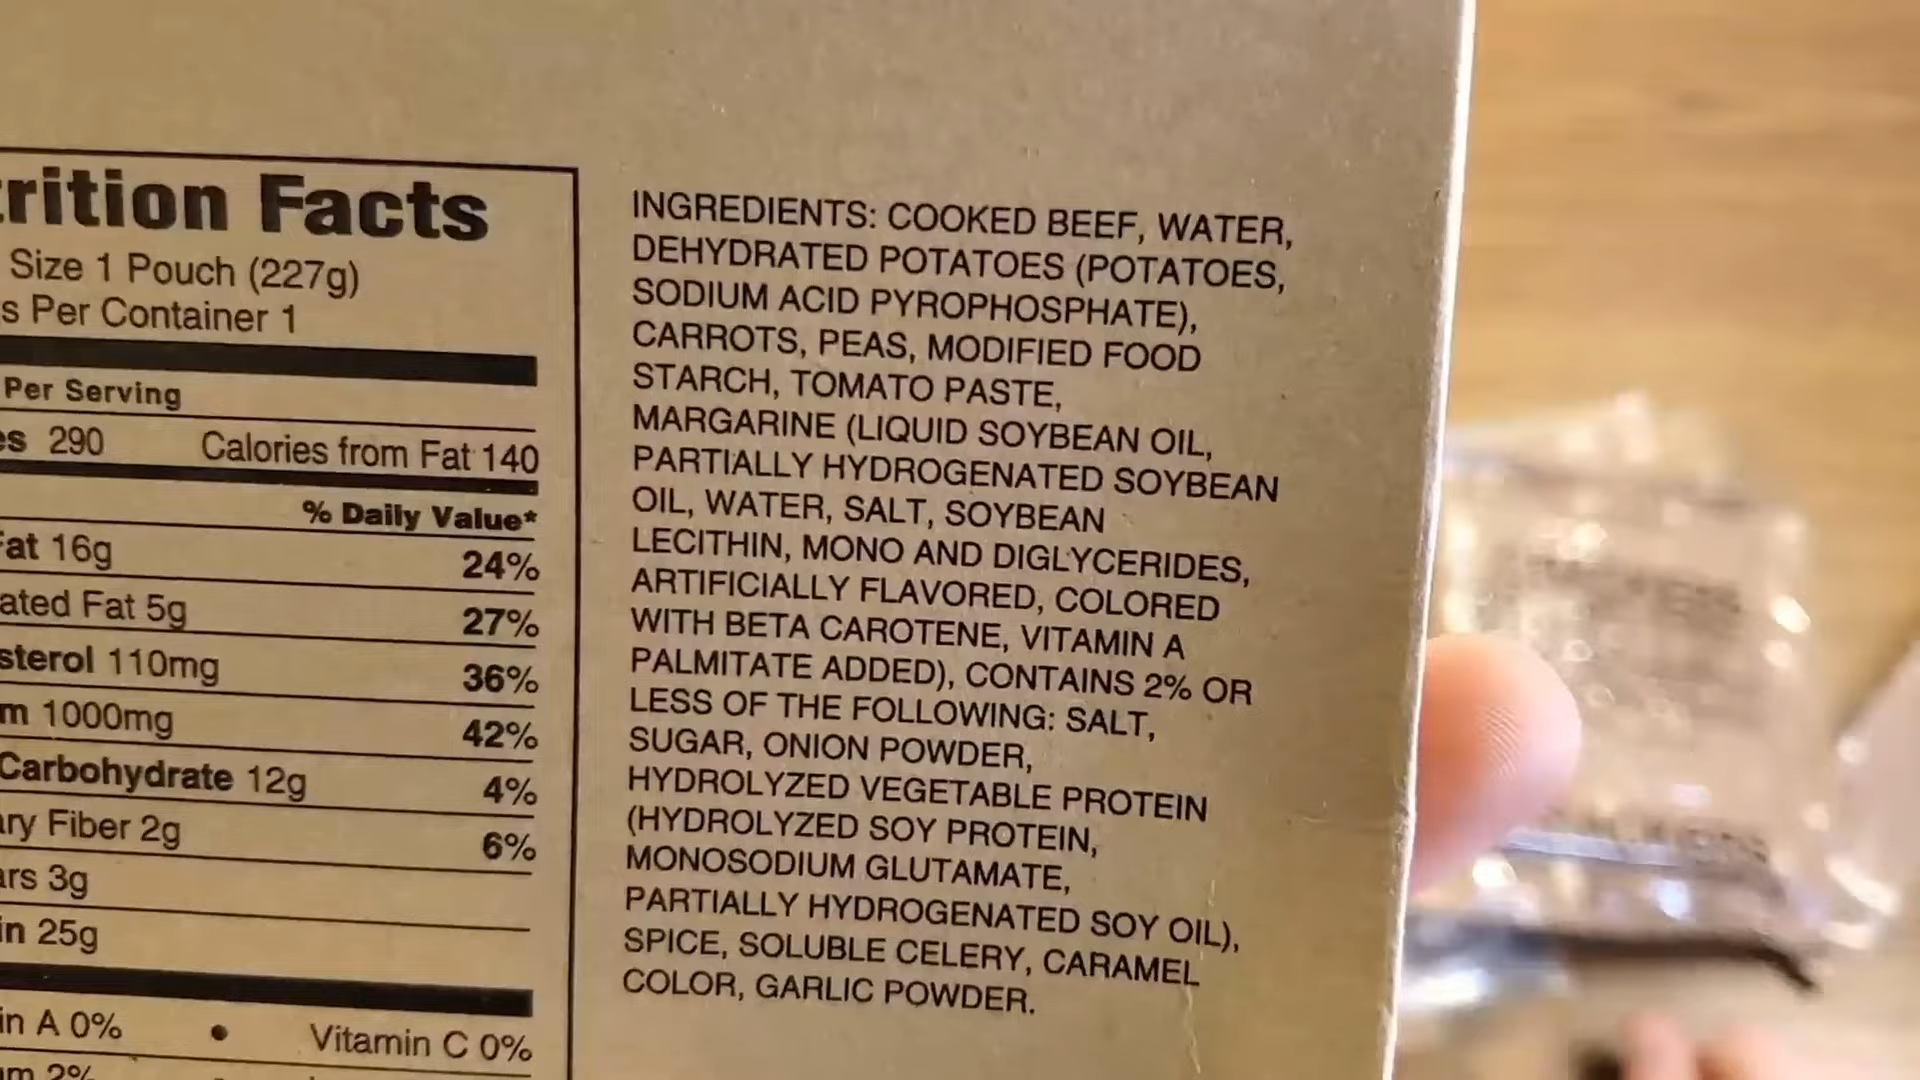 trition Facts
Size 1 Pouch (227g)
s Per Container 1
Per Serving
es 290 Calories from Fat 140
% Daily Value*
Fat 16g 24%
ated Fat 5g 27%
sterol 110mg 36%
m 1000mg 42%
Carbohydrate 12g 4%
ary Fiber 2g 6%
ars 3g
in 25g
in A 0% • Vitamin C 0%
um 2% •
INGREDIENTS: COOKED BEEF, WATER,
DEHYDRATED POTATOES (POTATOES,
SODIUM ACID PYROPHOSPHATE),
CARROTS, PEAS, MODIFIED FOOD
STARCH, TOMATO PASTE,
MARGARINE (LIQUID SOYBEAN OIL,
PARTIALLY HYDROGENATED SOYBEAN
OIL, WATER, SALT, SOYBEAN
LECITHIN, MONO AND DIGLYCERIDES,
ARTIFICIALLY FLAVORED, COLORED
WITH BETA CAROTENE, VITAMIN A
PALMITATE ADDED), CONTAINS 2% OR
LESS OF THE FOLLOWING: SALT,
SUGAR, ONION POWDER,
HYDROLYZED VEGETABLE PROTEIN
(HYDROLYZED SOY PROTEIN,
MONOSODIUM GLUTAMATE,
PARTIALLY HYDROGENATED SOY OIL),
SPICE, SOLUBLE CELERY, CARAMEL
COLOR, GARLIC POWDER.